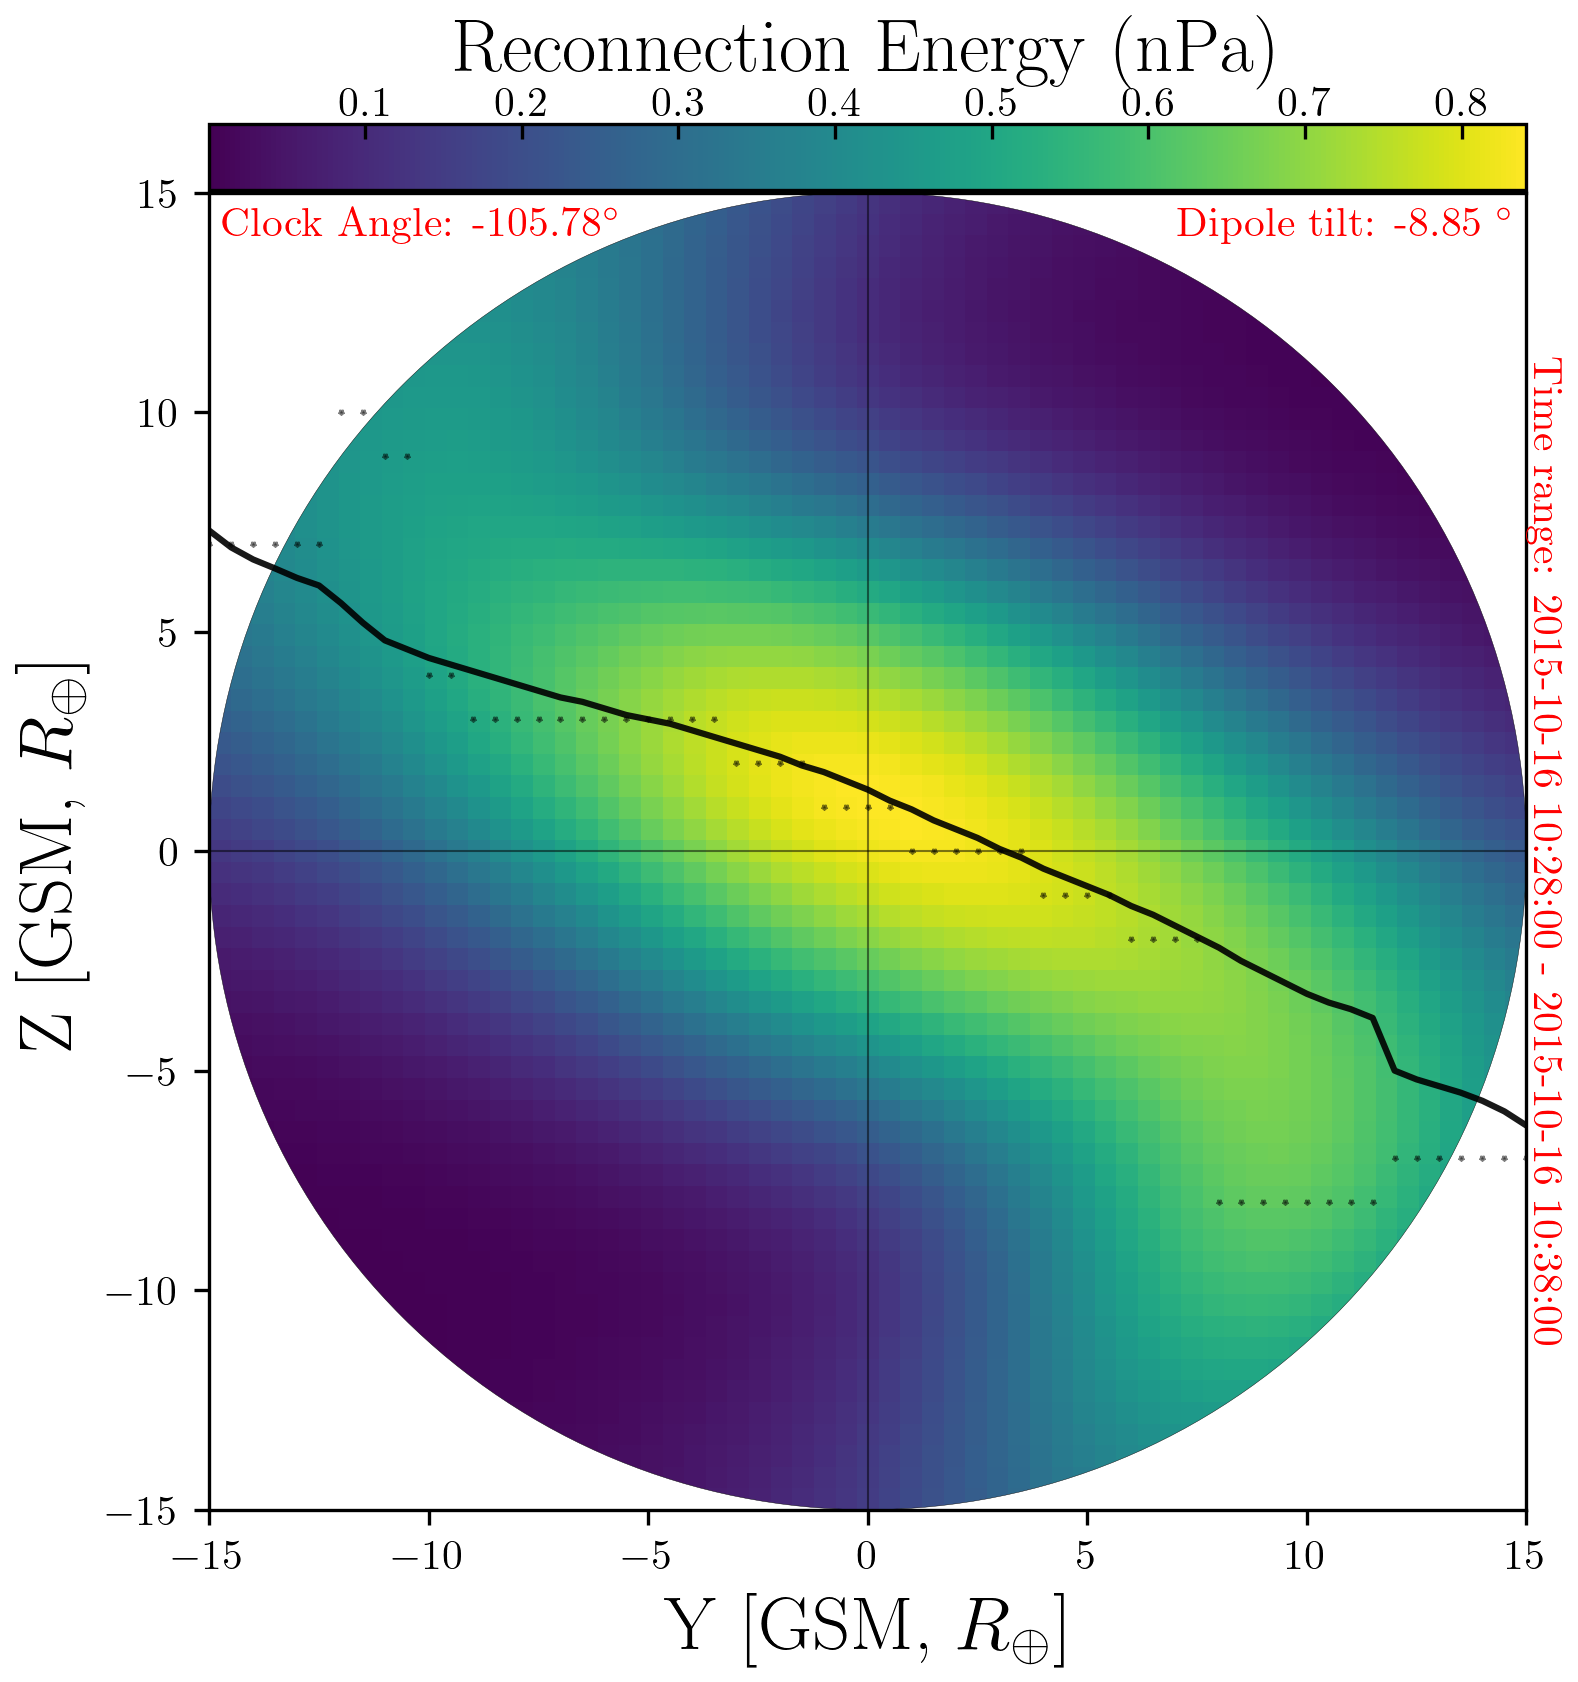 Reconnection Energy (nPa)
0.1 0.2 0.3 0.4 0.5 0.6 0.7 0.8
Clock Angle: -105.78°
Dipole tilt: -8.85 °
15
10
5
0
−5
−10
−15
Z [GSM, R⊕]
−15 −10 −5 0 5 10 15
Y [GSM, R⊕]
Time range: 2015-10-16 10:28:00 - 2015-10-16 10:38:00